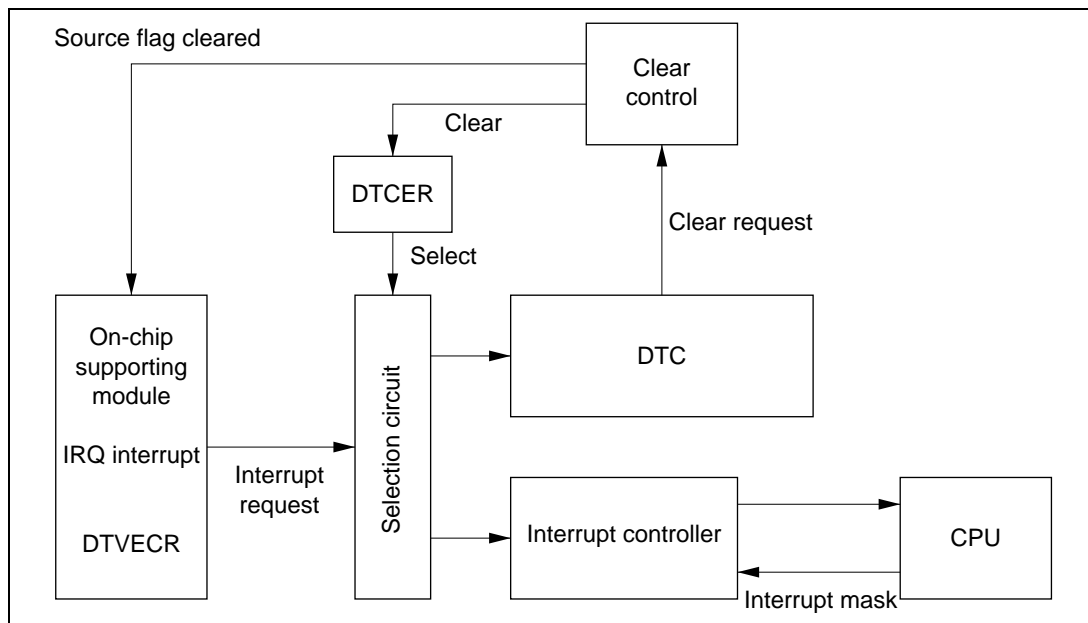 Source flag cleared
Clear
control
Clear
DTCER
Clear request
Select
On-chip
supporting
module
IRQ interrupt
DTVECR
Interrupt
request
Selection circuit
DTC
Interrupt controller
CPU
Interrupt mask